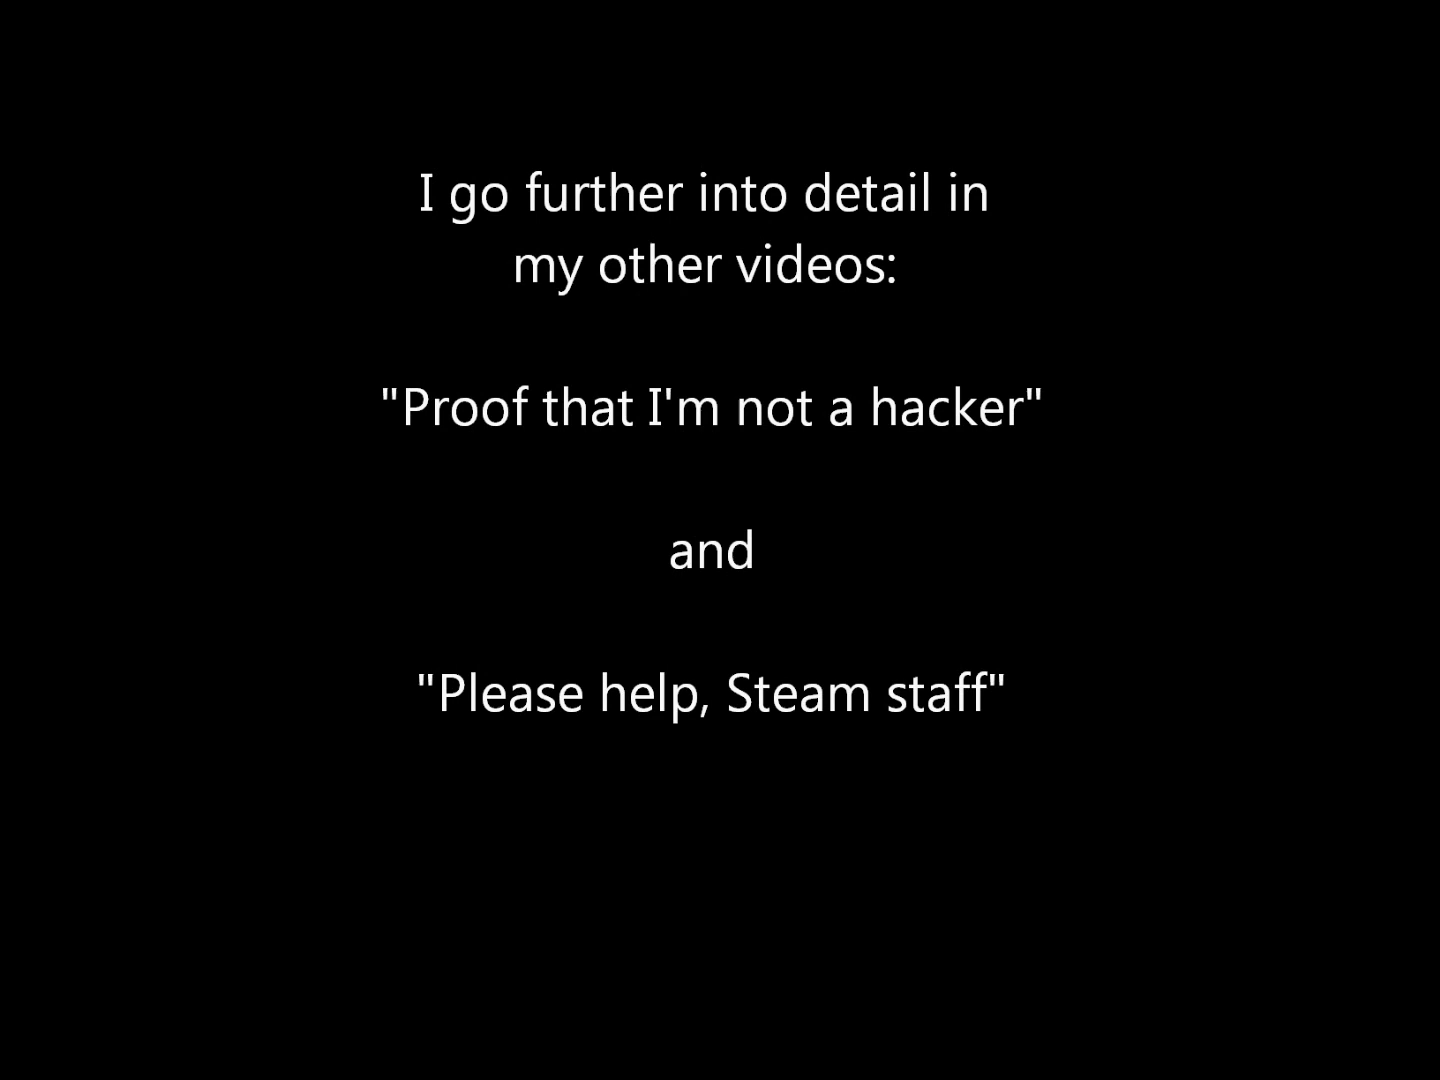 I go further into detail in
my other videos:
"Proof that I'm not a hacker"
and
"Please help, Steam staff"